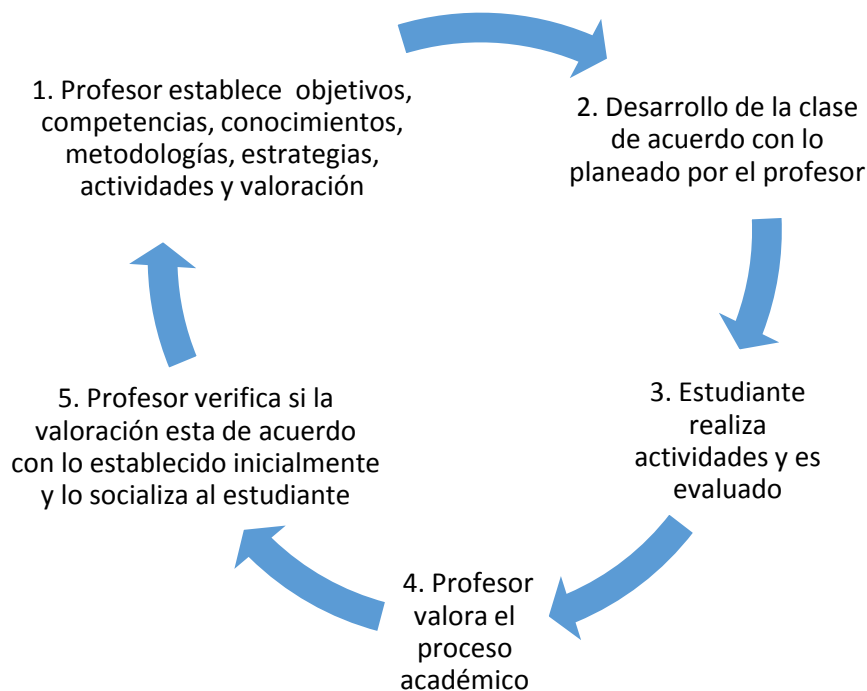 1. Profesor establece objetivos,
competencias, conocimientos,
metodologías, estrategias,
actividades y valoración
2. Desarrollo de la clase
de acuerdo con lo
planeado por el profesor
3. Estudiante
realiza
actividades y es
evaluado
4. Profesor
valora el
proceso
académico
5. Profesor verifica si la
valoración esta de acuerdo
con lo establecido inicialmente
y lo socializa al estudiante